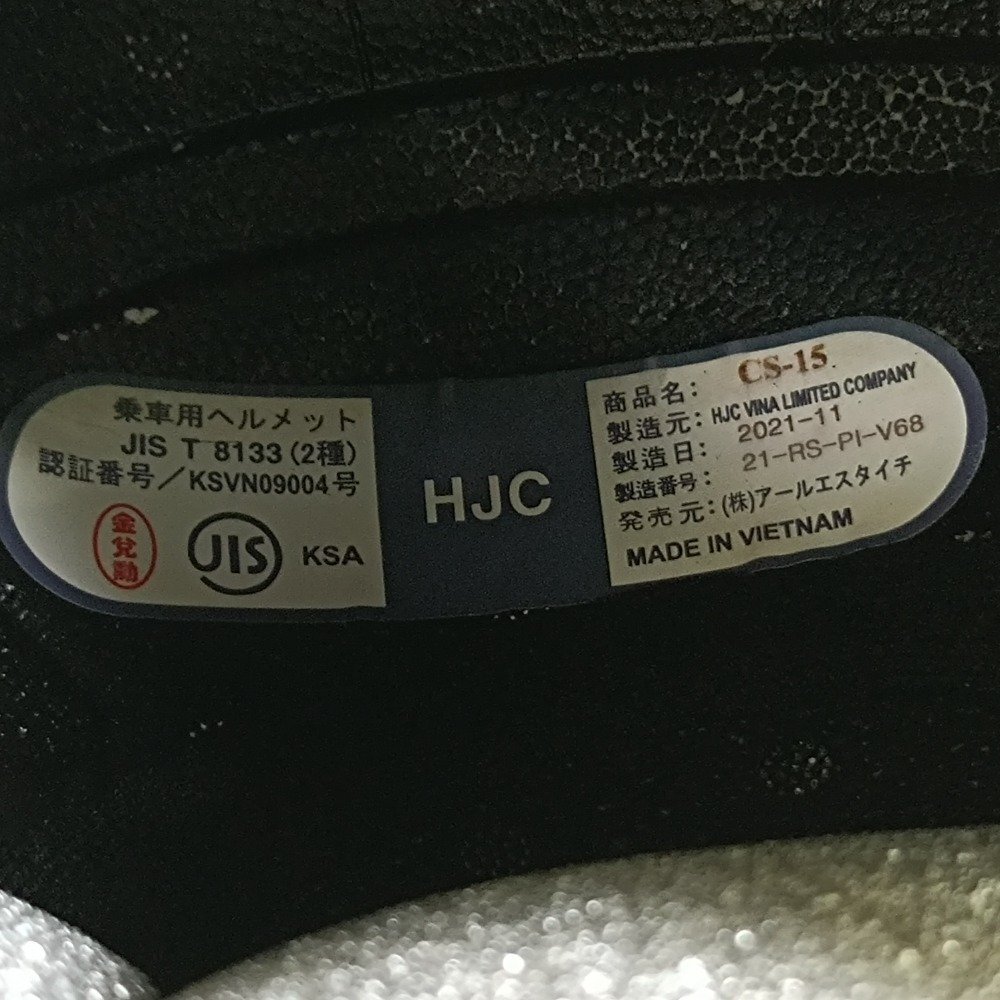 乗車用ヘルメット
JIS T 8133 (2種)
認証番号/KSVN09004号
JIS
KSA
HJC
商品名: CS-15
製造元: HJC VINA LIMITED COMPANY
製造日: 2021-11
製造番号: 21-RS-PI-V68
発売元: (株)アールエスタイチ
MADE IN VIETNAM